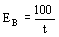 E_B = 100/t